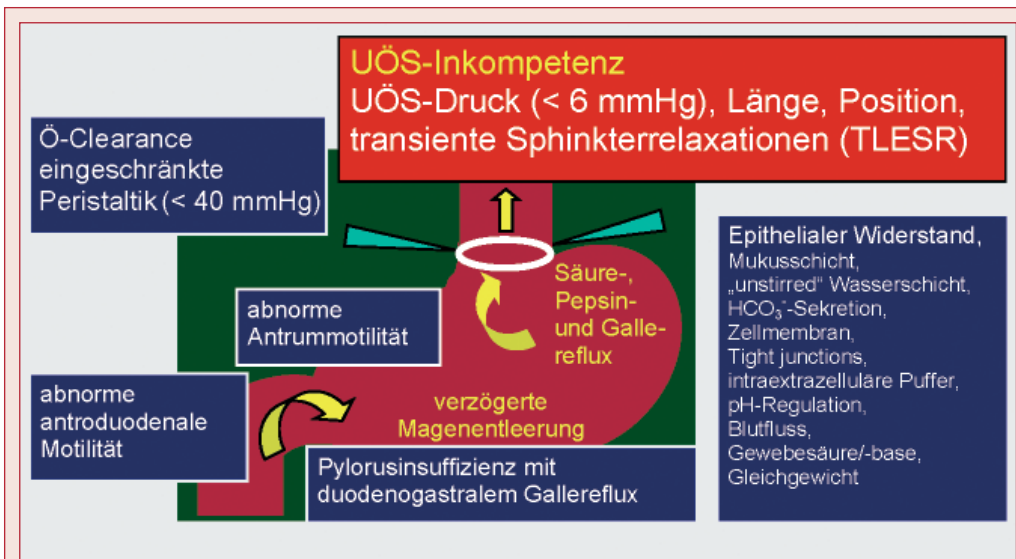 UÖS-Inkompetenz
UÖS-Druck (< 6 mmHg), Länge, Position,
transiente Sphinkterrelaxationen (TLESR)
Ö-Clearance
eingeschränkte
Peristaltik (< 40 mmHg)
Epithelialer Widerstand,
Mukusschicht,
„unstirred" Wasserschicht,
HCO₃⁻-Sekretion,
Zellmembran,
Tight junctions,
intraextrazelluläre Puffer,
pH-Regulation,
Blutfluss,
Gewebesäure/-base,
Gleichgewicht
Säure-,
Pepsin-
und Galle-
reflux
abnorme
Antrummotilität
abnorme
antroduodenale
Motilität
verzögerte
Magenentleerung
Pylorusinsuffizienz mit
duodenogastralem Gallereflux